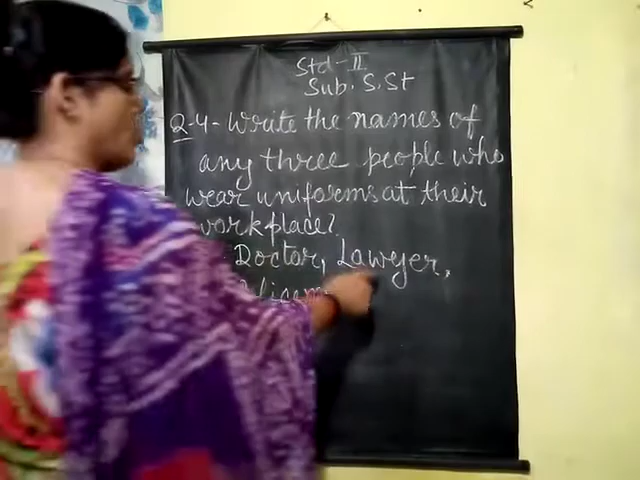 Std-II
Sub. S.St
Q-4- Write the names of
any three people who
wear uniforms at their
workplace?
Doctor, Lawyer,